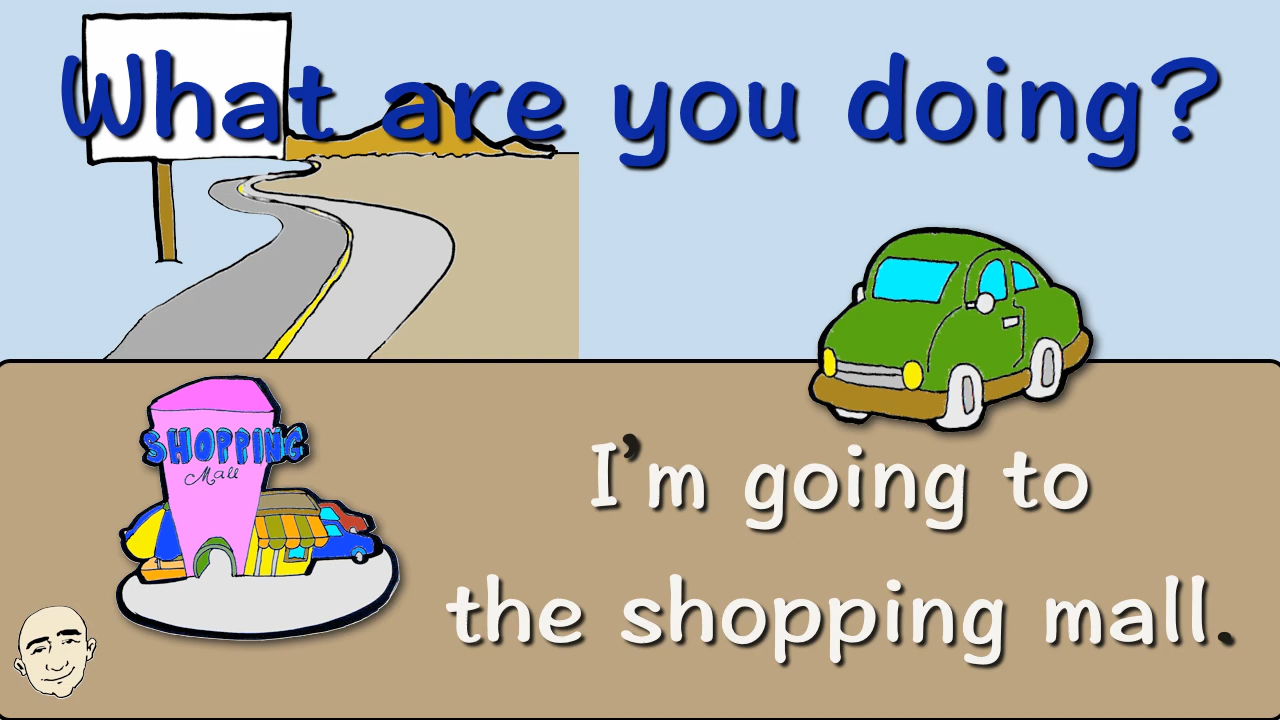 What are you doing?
SHOPPING
Mall
I'm going to
the shopping mall.